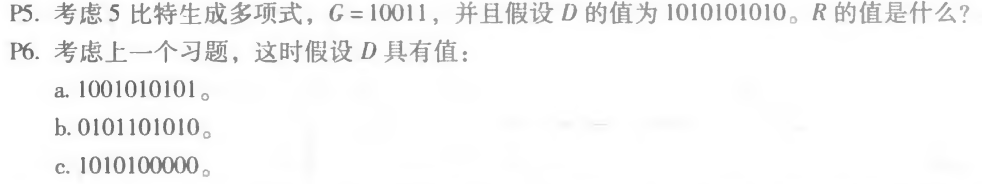 P5. 考虑 5 比特生成多项式，G = 10011，并且假设 D 的值为 1010101010。R 的值是什么?
P6. 考虑上一个习题，这时假设 D 具有值：
a. 1001010101。
b. 0101101010。
c. 1010100000。